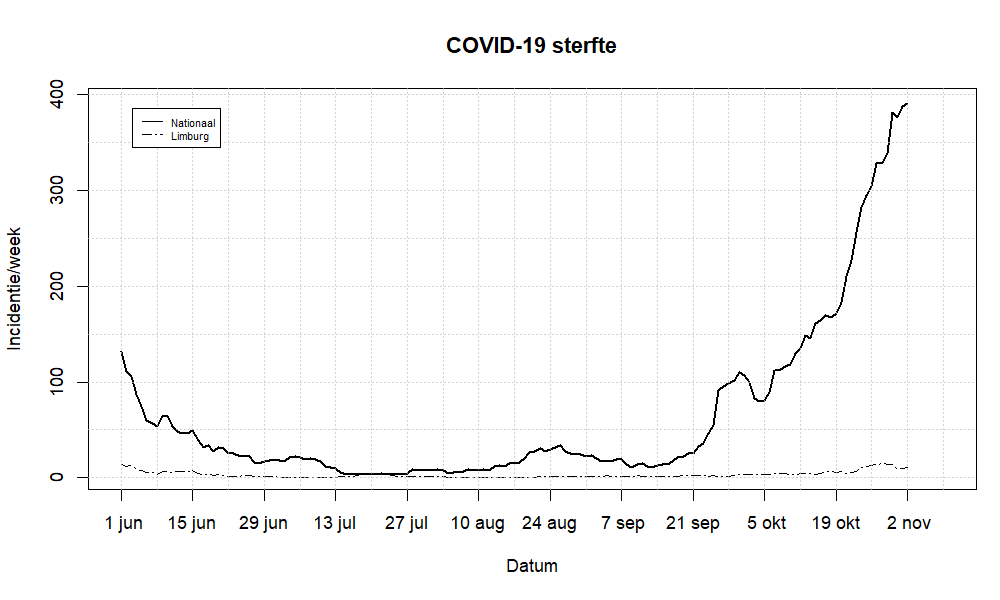 COVID-19 sterfte
Nationaal
Limburg
Incidentie/week
400
300
200
100
0
1 jun 15 jun 29 jun 13 jul 27 jul 10 aug 24 aug 7 sep 21 sep 5 okt 19 okt 2 nov
Datum